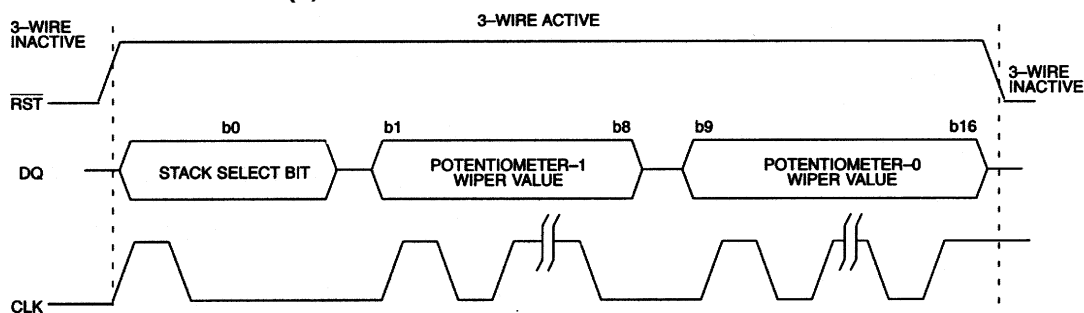 3–WIRE
INACTIVE
3–WIRE ACTIVE
3–WIRE
INACTIVE
RST
b0
b1
b8
b9
b16
DQ
STACK SELECT BIT
POTENTIOMETER–1
WIPER VALUE
POTENTIOMETER–0
WIPER VALUE
CLK